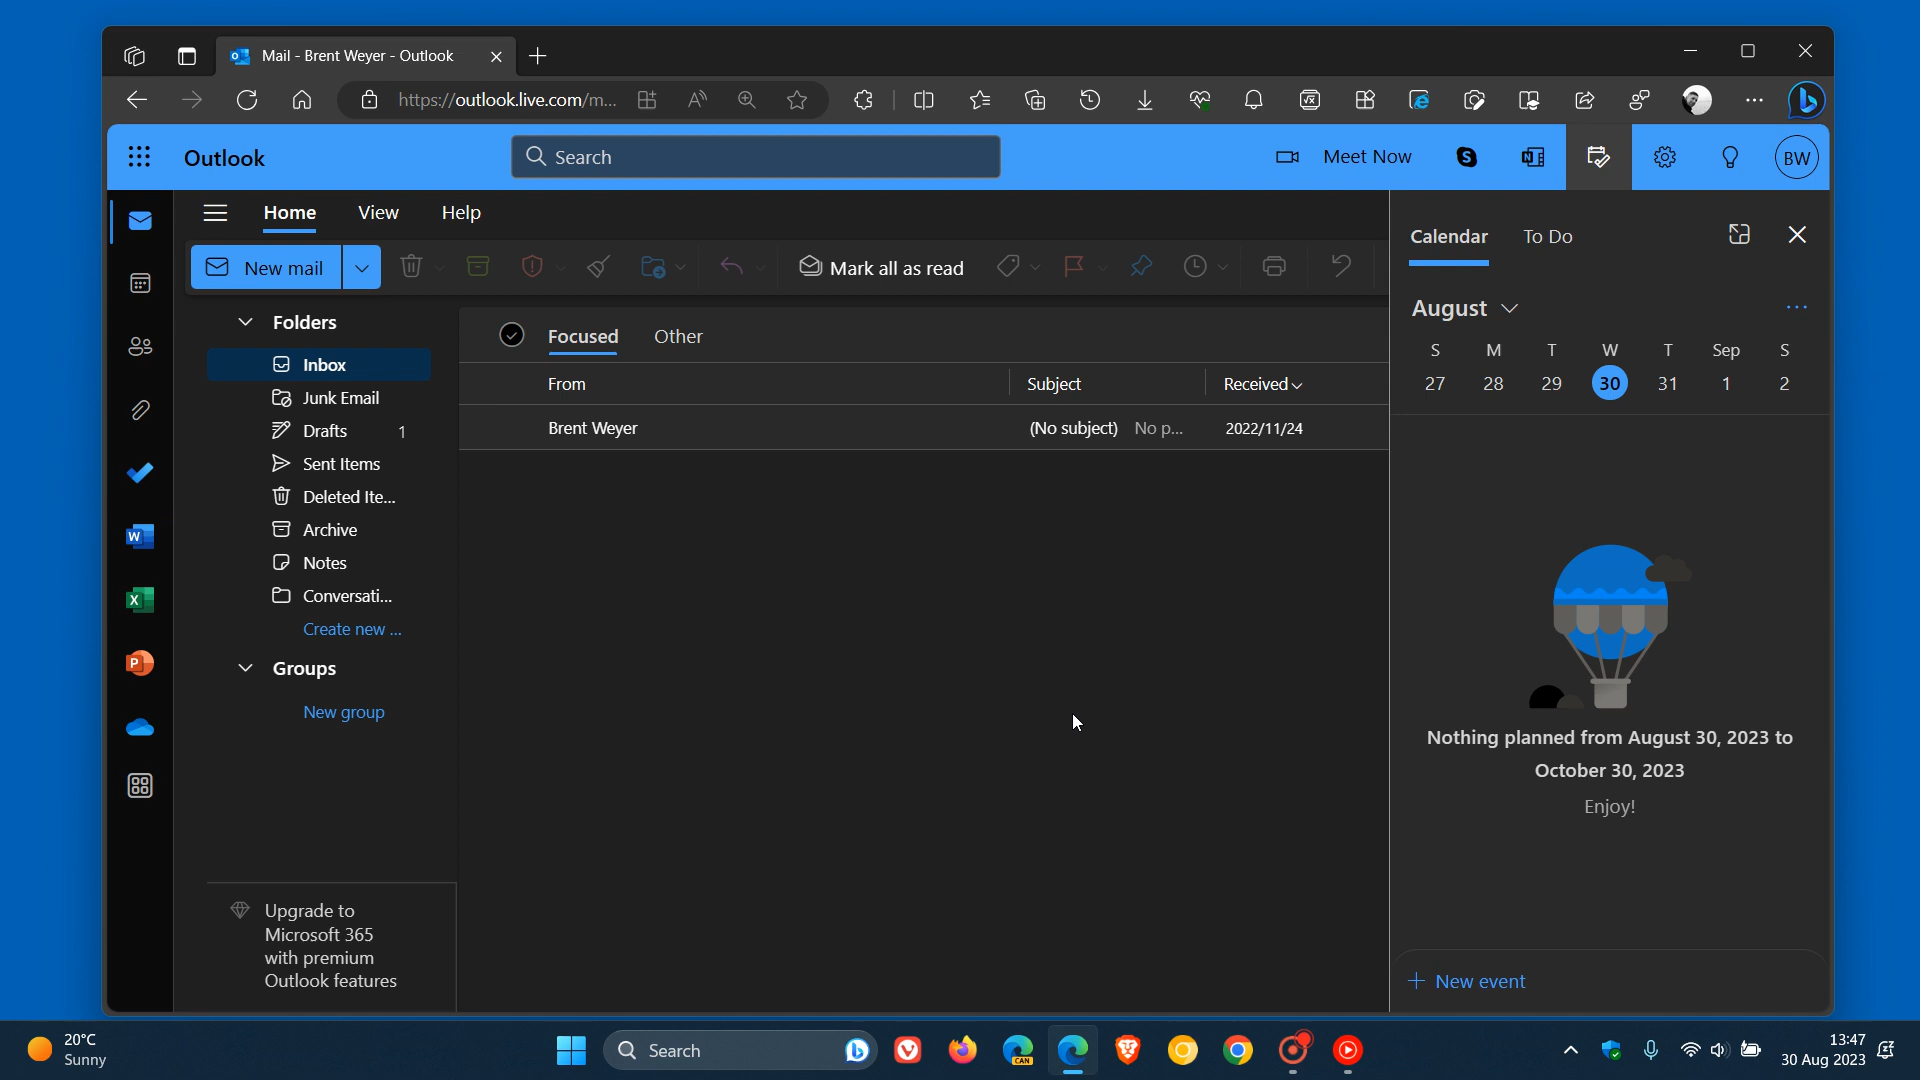 Mail - Brent Weyer - Outlook
https://outlook.live.com/m...
Outlook
Search
Meet Now
BW
Home
View
Help
New mail
Mark all as read
Folders
Inbox
Junk Email
Drafts 1
Sent Items
Deleted Ite...
Archive
Notes
Conversati...
Create new ...
Groups
New group
Upgrade to
Microsoft 365
with premium
Outlook features
Focused
Other
From Subject Received
Brent Weyer (No subject) No p... 2022/11/24
Calendar
To Do
August
S M T W T Sep S
27 28 29 30 31 1 2
Nothing planned from August 30, 2023 to
October 30, 2023
Enjoy!
New event
20°C
Sunny
Search
CAN
13:47
30 Aug 2023